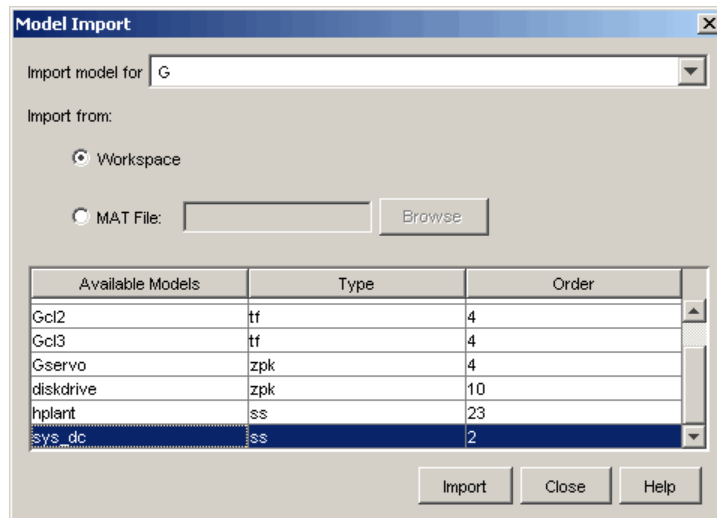 Model Import
Import model for G
Import from:
Workspace
MAT File: Browse
Available Models Type Order
Gcl2 tf 4
Gcl3 tf 4
Gservo zpk 4
diskdrive zpk 10
hplant ss 23
sys_dc ss 2
Import Close Help